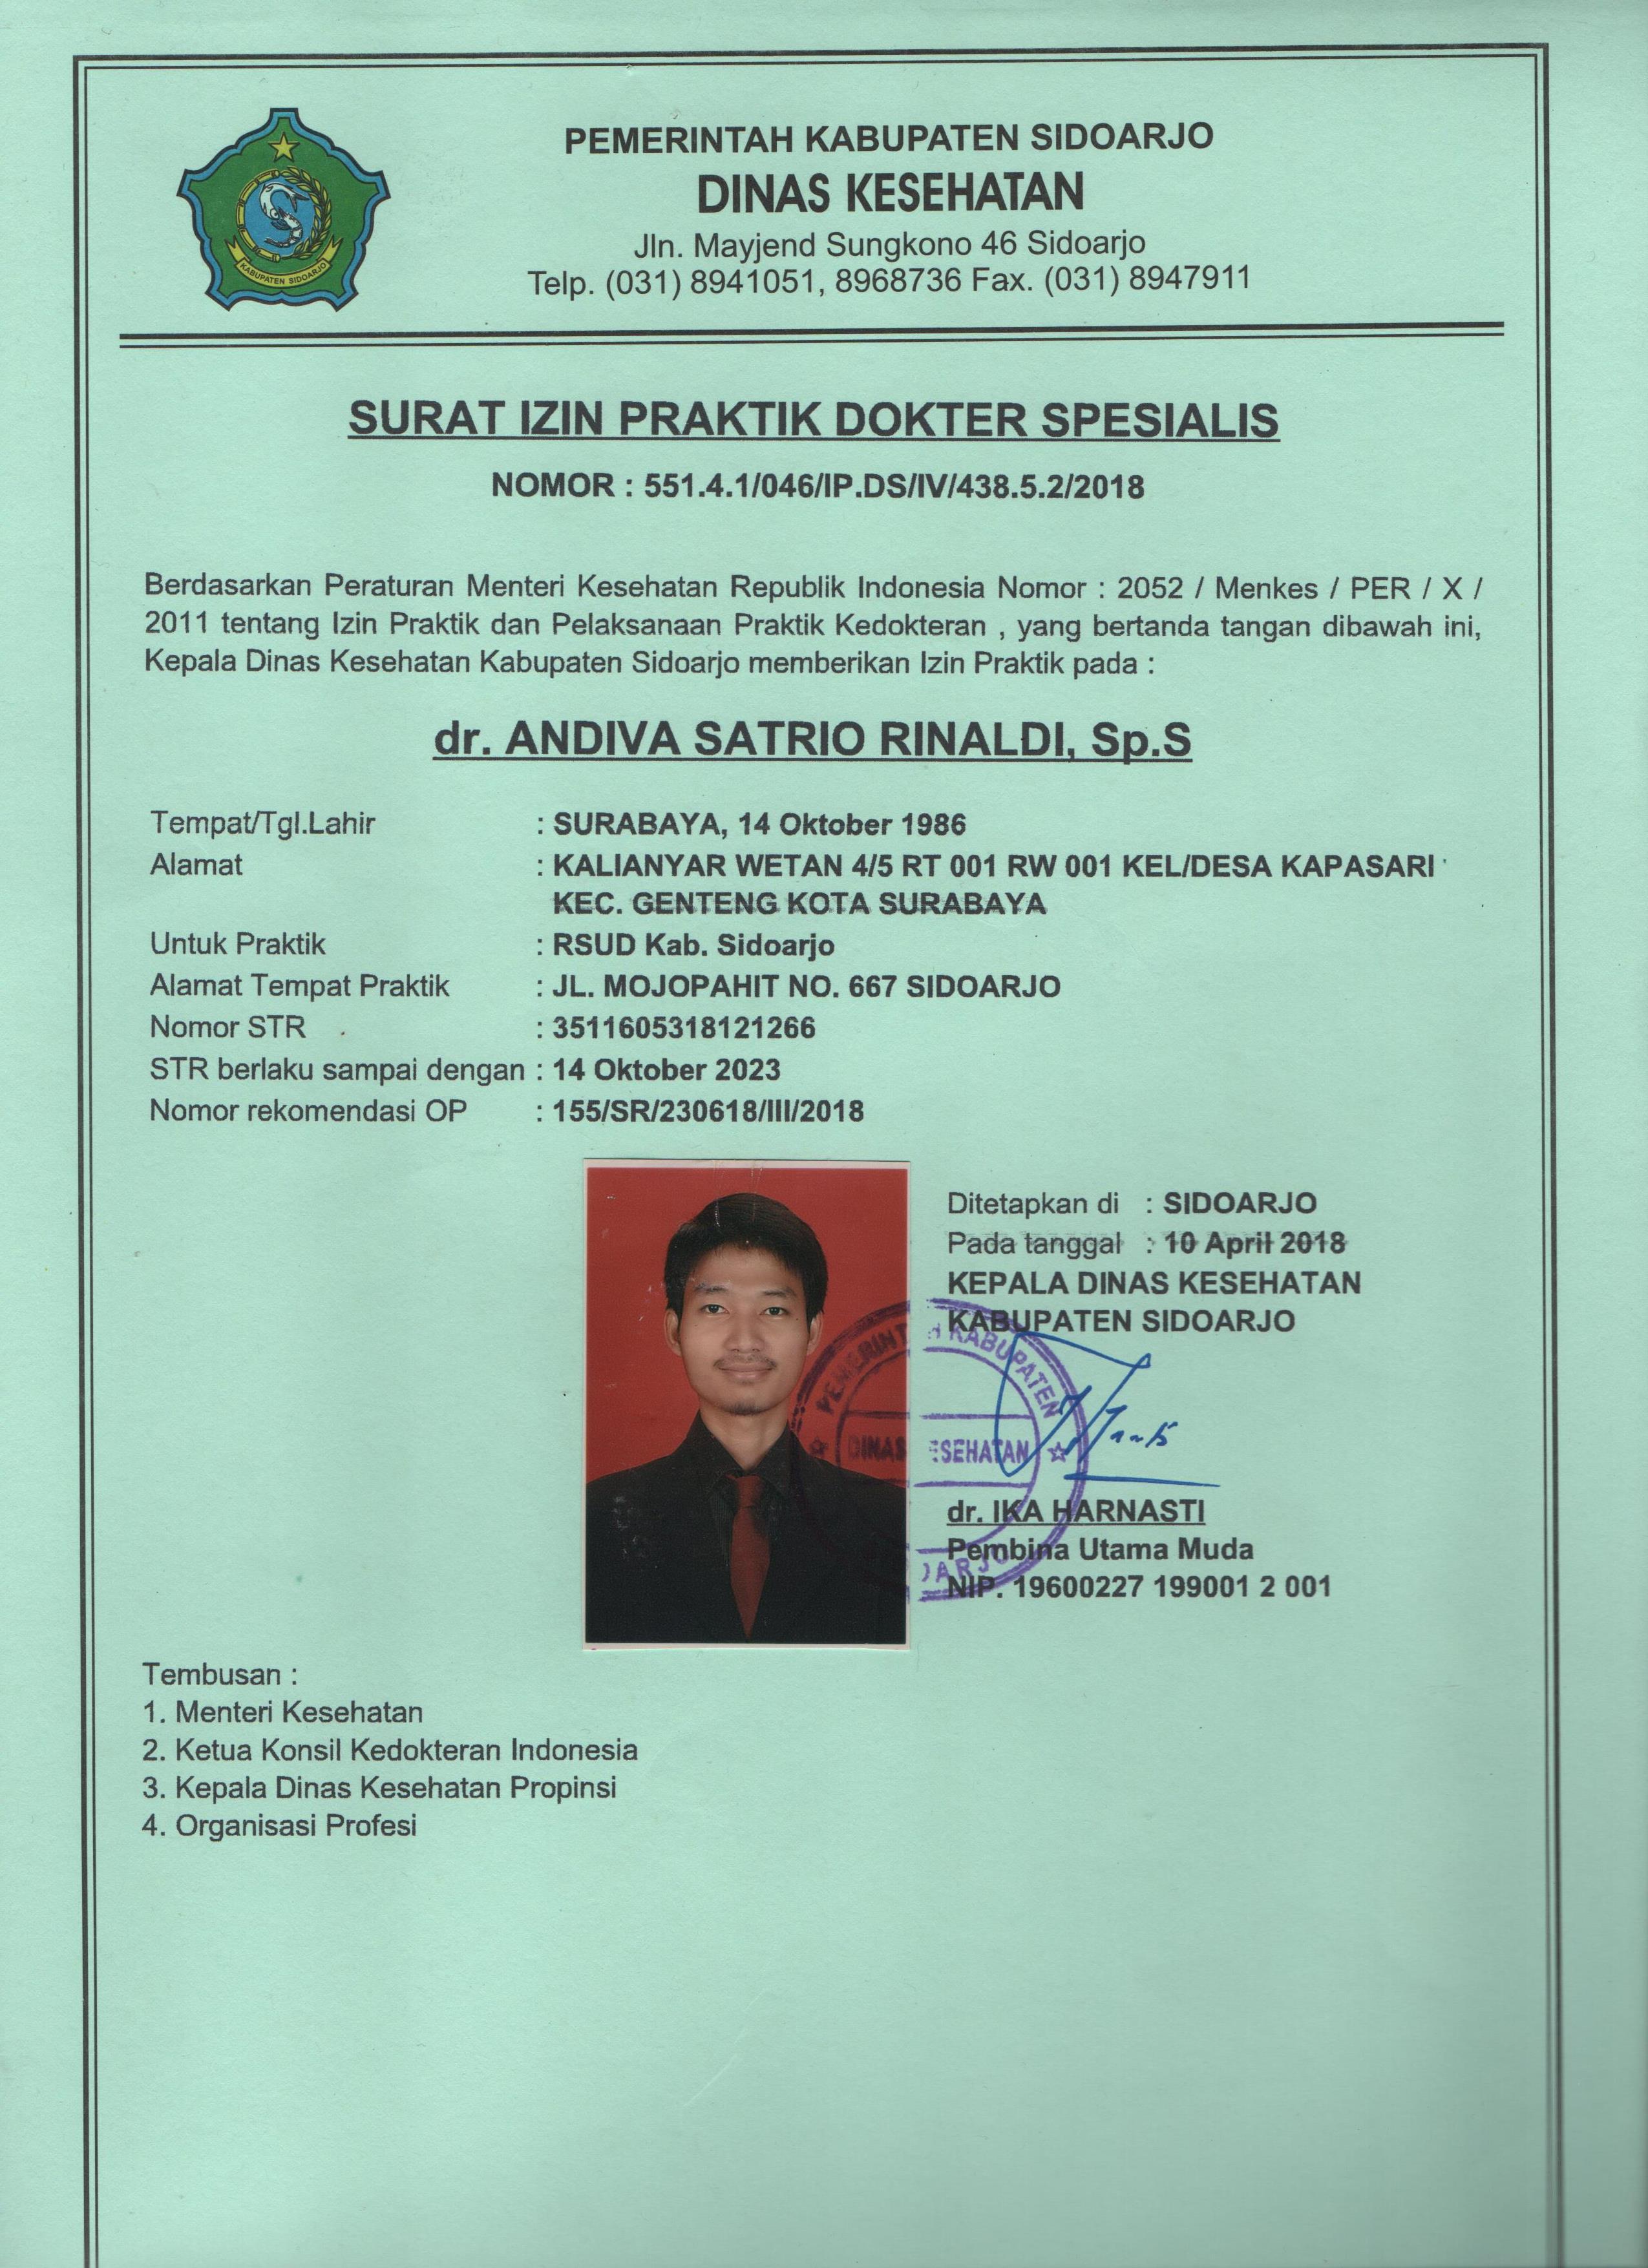 KABUPATEN SIDOARJO
PEMERINTAH KABUPATEN SIDOARJO
DINAS KESEHATAN
Jln. Mayjend Sungkono 46 Sidoarjo
Telp. (031) 8941051, 8968736 Fax. (031) 8947911
SURAT IZIN PRAKTIK DOKTER SPESIALIS
NOMOR : 551.4.1/046/IP.DS/IV/438.5.2/2018
Berdasarkan Peraturan Menteri Kesehatan Republik Indonesia Nomor : 2052 / Menkes / PER / X /
2011 tentang Izin Praktik dan Pelaksanaan Praktik Kedokteran , yang bertanda tangan dibawah ini,
Kepala Dinas Kesehatan Kabupaten Sidoarjo memberikan Izin Praktik pada :
dr. ANDIVA SATRIO RINALDI, Sp.S
Tempat/Tgl.Lahir : SURABAYA, 14 Oktober 1986
Alamat : KALIANYAR WETAN 4/5 RT 001 RW 001 KEL/DESA KAPASARI
KEC. GENTENG KOTA SURABAYA
Untuk Praktik : RSUD Kab. Sidoarjo
Alamat Tempat Praktik : JL. MOJOPAHIT NO. 667 SIDOARJO
Nomor STR : 3511605318121266
STR berlaku sampai dengan : 14 Oktober 2023
Nomor rekomendasi OP : 155/SR/230618/III/2018
Ditetapkan di : SIDOARJO
Pada tanggal : 10 April 2018
KEPALA DINAS KESEHATAN
KABUPATEN SIDOARJO
dr. IKA HARNASTI
Pembina Utama Muda
NIP. 19600227 199001 2 001
Tembusan :
1. Menteri Kesehatan
2. Ketua Konsil Kedokteran Indonesia
3. Kepala Dinas Kesehatan Propinsi
4. Organisasi Profesi